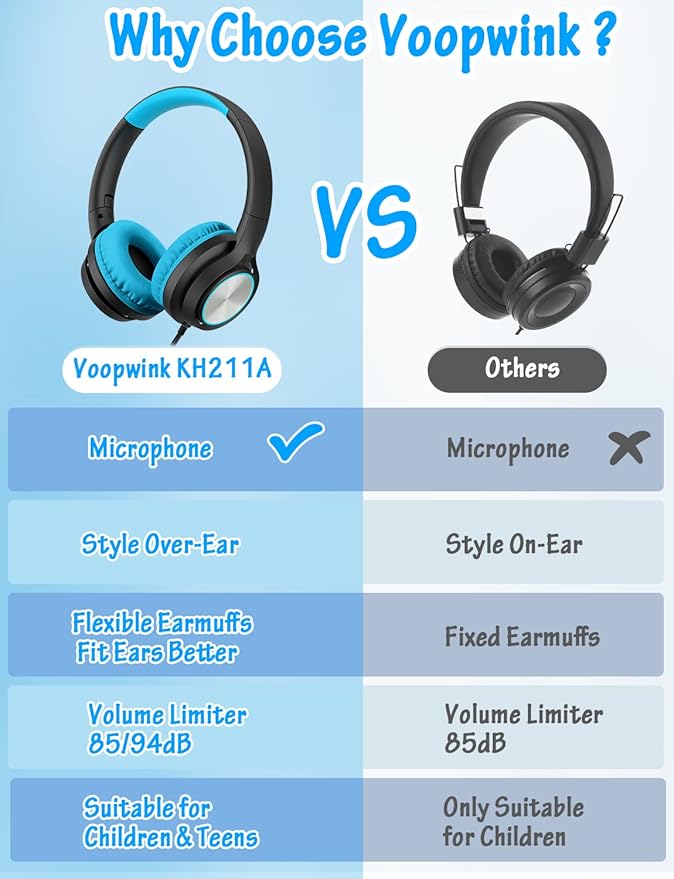 Why Choose Voopwink ?
VS
Voopwink KH211A
Others
Microphone
Microphone
Style Over-Ear
Style On-Ear
Flexible Earmuffs
Fit Ears Better
Fixed Earmuffs
Volume Limiter
85/94dB
Volume Limiter
85dB
Suitable for
Children & Teens
Only Suitable
for Children